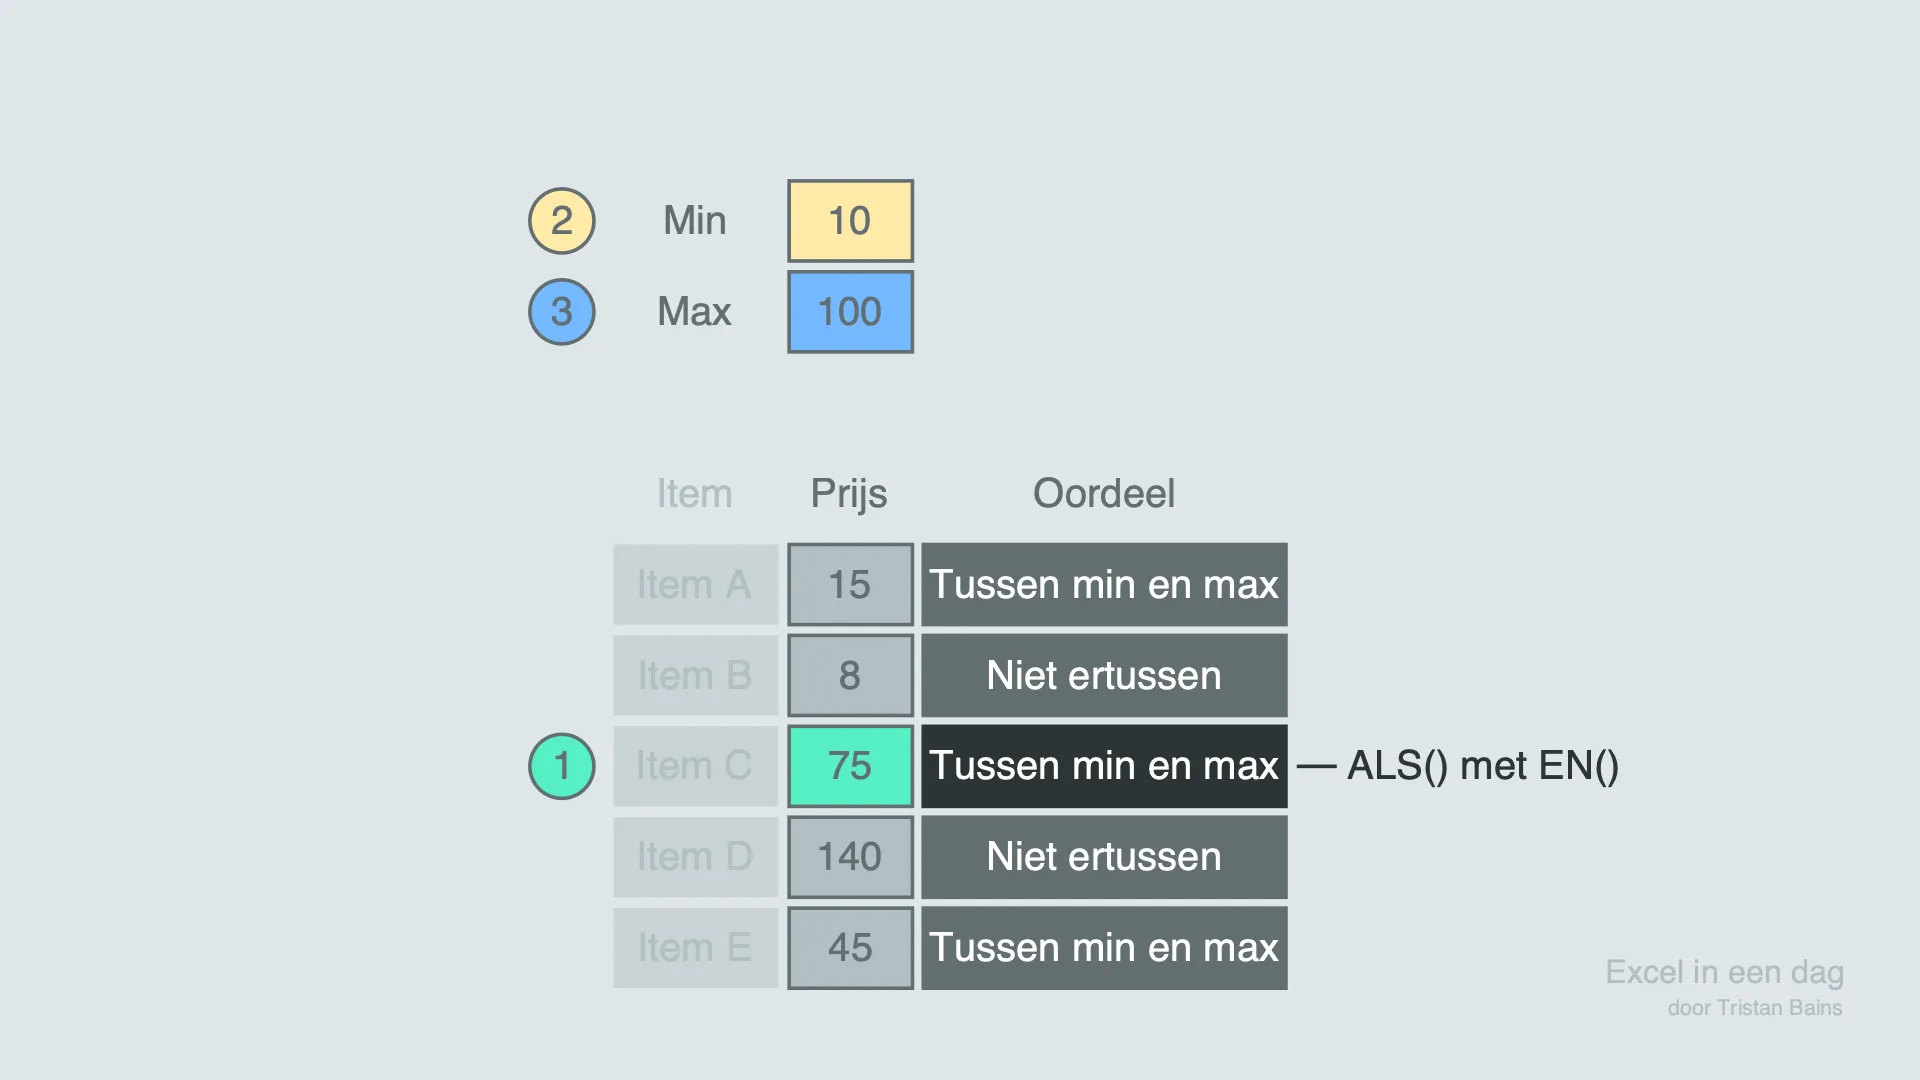 2 Min 10
3 Max 100
Item Prijs Oordeel
Item A 15 Tussen min en max
Item B 8 Niet ertussen
1 Item C 75 Tussen min en max — ALS() met EN()
Item D 140 Niet ertussen
Item E 45 Tussen min en max
Excel in een dag
door Tristan Bains